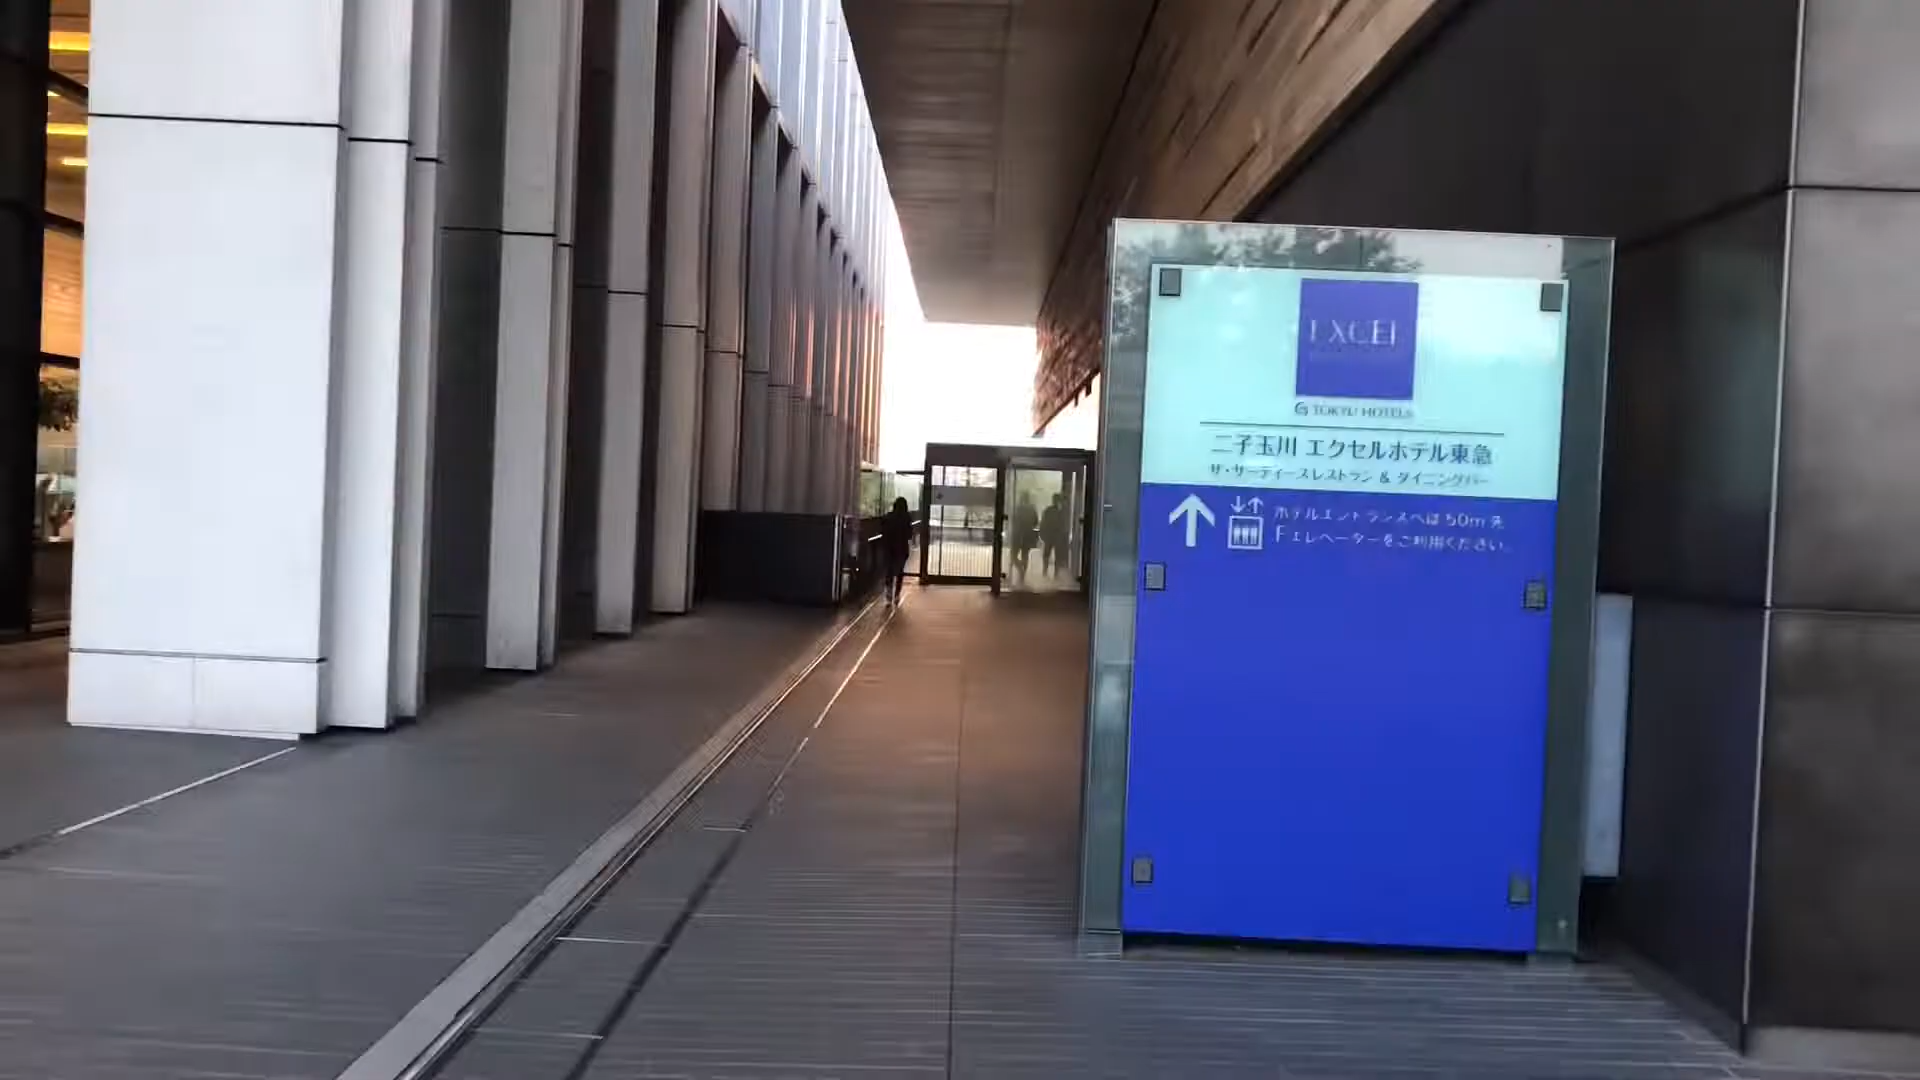 EXCEL
TOKYU HOTELS
二子玉川 エクセルホテル東急
ザ・サーティースレストラン & ダイニングバー
ホテルエントランスへは 50m 先
Fエレベーターをご利用ください。